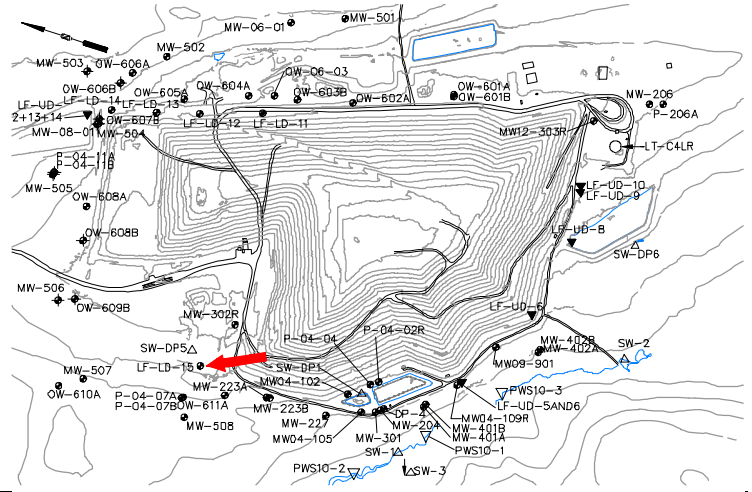 MW-501
MW-06-01
MW-502
MW-503
OW-606A
OW-06-03
OW-606B
OW-605A
OW-604A
OW-603B
OW-602A
OW-601A
OW-601B
MW-206
P-206A
LF-UD-
2+13+14
LF-LD-14
LF-LD-13
LF-LD-12
LF-LD-11
OW-607B
MW-08-01
MW-504
MW12-303R
LT-C4LR
P-04-11A
P-04-11B
MW-505
OW-608A
LF-UD-10
LF-UD-9
OW-608B
LF-UD-8
SW-DP6
MW-506
OW-609B
MW-302R
LF-UD-6
P-04-04
P-04-02R
SW-DP5
MW-402B
MW-402A
SW-2
LF-LD-15
SW-DP1
MW09-901
MW-507
MW-223A
MW04-102
OW-610A
PWS10-3
P-04-07A
P-04-07B
OW-611A
MW-223B
LF-UD-5AND6
MW-508
MW-227
DP-4
MW04-109R
MW-204
MW-401B
MW-401A
MW04-105
MW-301
SW-1
PWS10-1
PWS10-2
SW-3